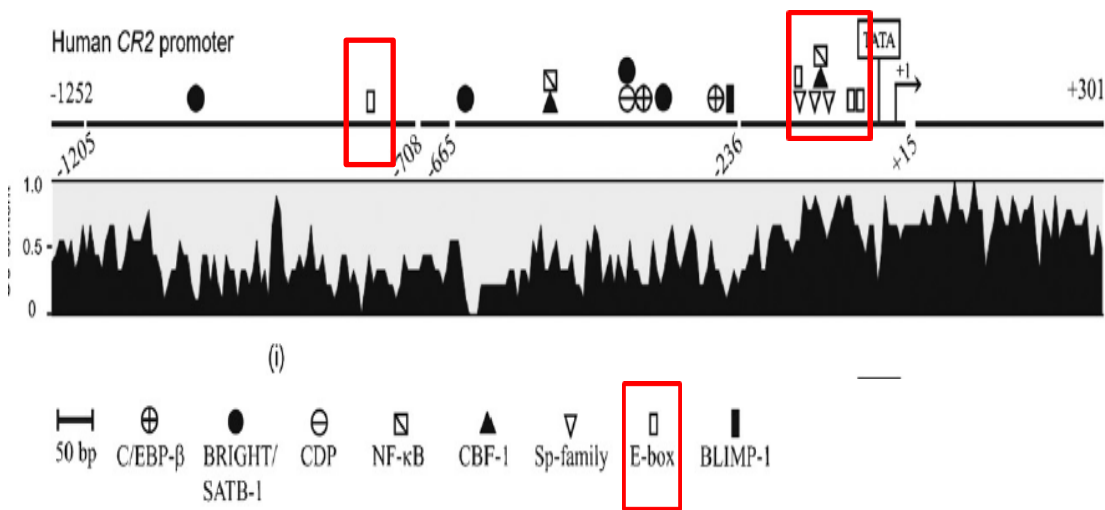 Human CR2 promoter
TATA
-1252
+1
+301
-1205
-708
-665
-236
+15
1.0
0.5
0
(i)
50 bp
C/EBP-β
BRIGHT/
SATB-1
CDP
NF-κB
CBF-1
Sp-family
E-box
BLIMP-1